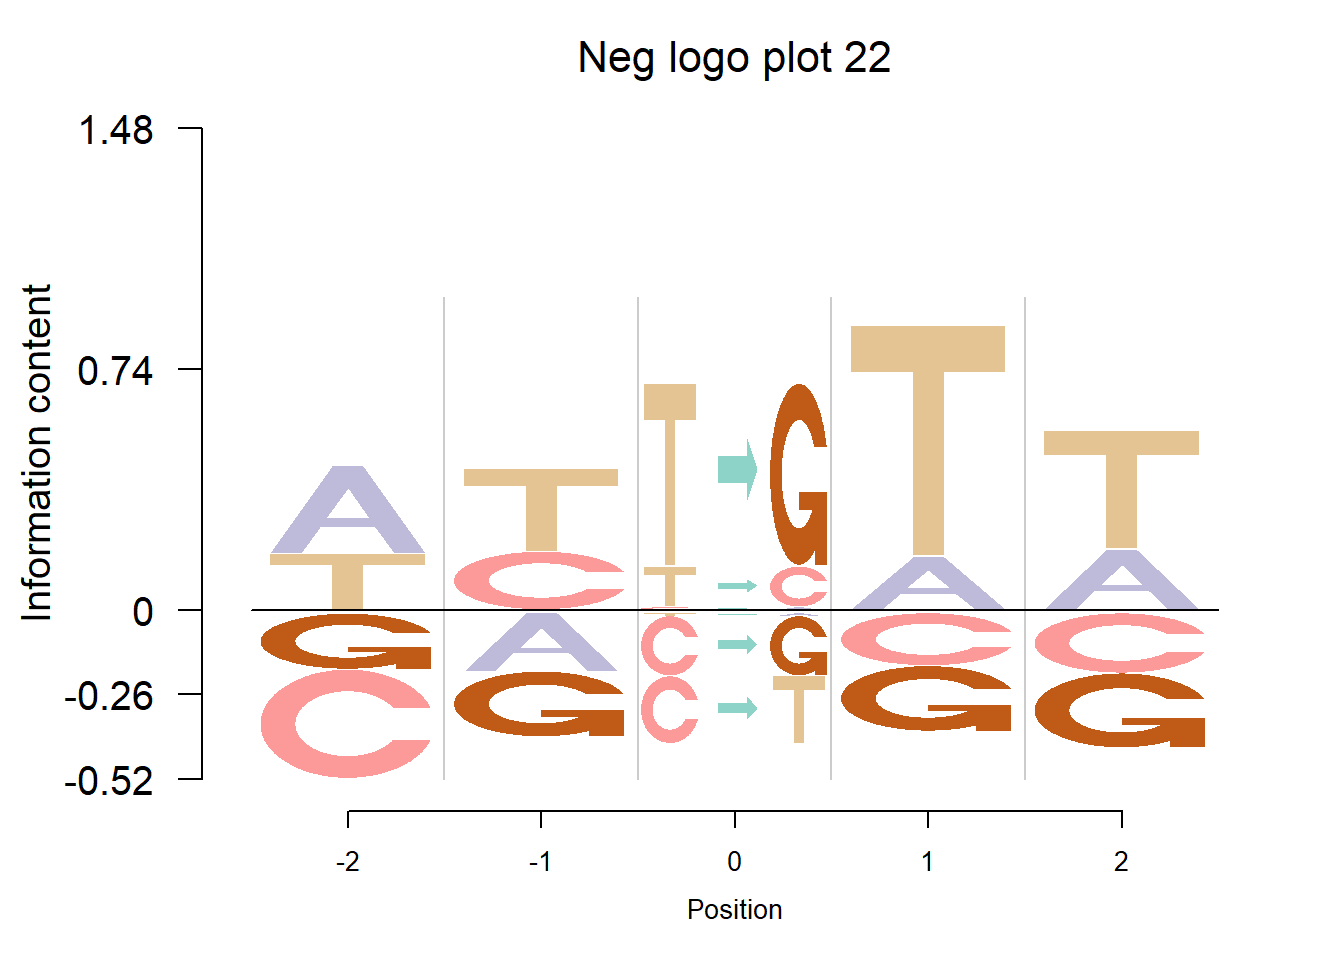 Neg logo plot 22
Information content
1.48
0.74
0
-0.26
-0.52
A T G C
T C A G
T → G
T → C
C → G
C → T
T A C G
T A C G
-2 -1 0 1 2
Position